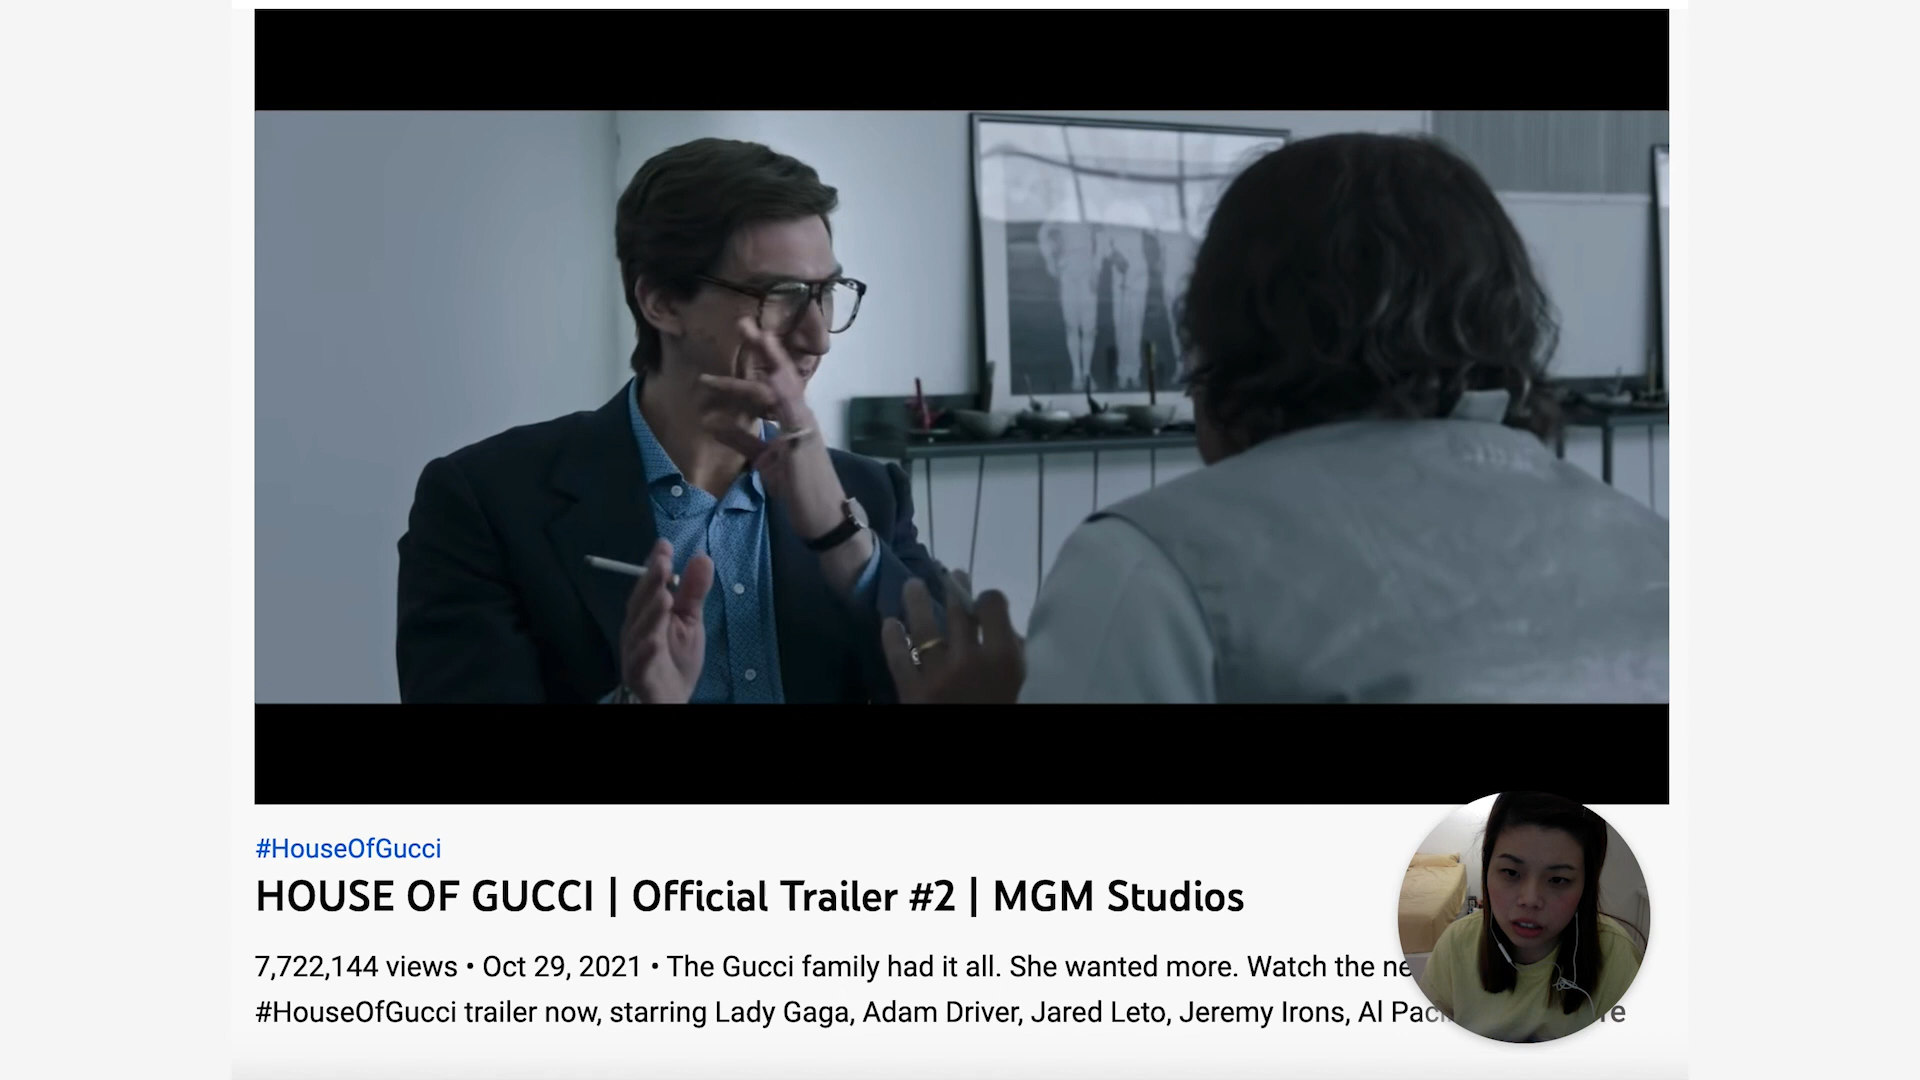 #HouseOfGucci
HOUSE OF GUCCI | Official Trailer #2 | MGM Studios
7,722,144 views • Oct 29, 2021 • The Gucci family had it all. She wanted more. Watch the
#HouseOfGucci trailer now, starring Lady Gaga, Adam Driver, Jared Leto, Jeremy Irons, Al